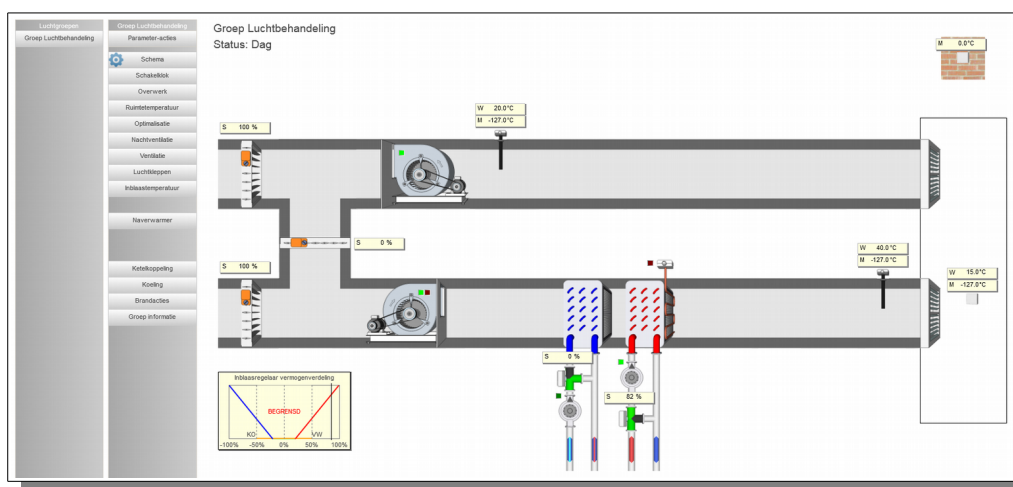 Luchtgroepen
Groep Luchtbehandeling
Groep Luchtbehandeling
Parameter-acties
Schema
Schakelklok
Overwerk
Ruimtetemperatuur
Optimalisatie
Nachtventilatie
Ventilatie
Luchtkleppen
Inblaastemperatuur
Naverwarmer
Ketelkoppeling
Koeling
Brandacties
Groep informatie
Groep Luchtbehandeling
Status: Dag
M 0.0°C
W 20.0°C
M -127.0°C
S 100 %
S 0 %
W 40.0°C
M -127.0°C
S 100 %
W 15.0°C
M -127.0°C
S 0 %
S 82 %
Inblaasregelaar vermogenverdeling
BEGRENSD
KO VW
-100% -50% 0% 50% 100%